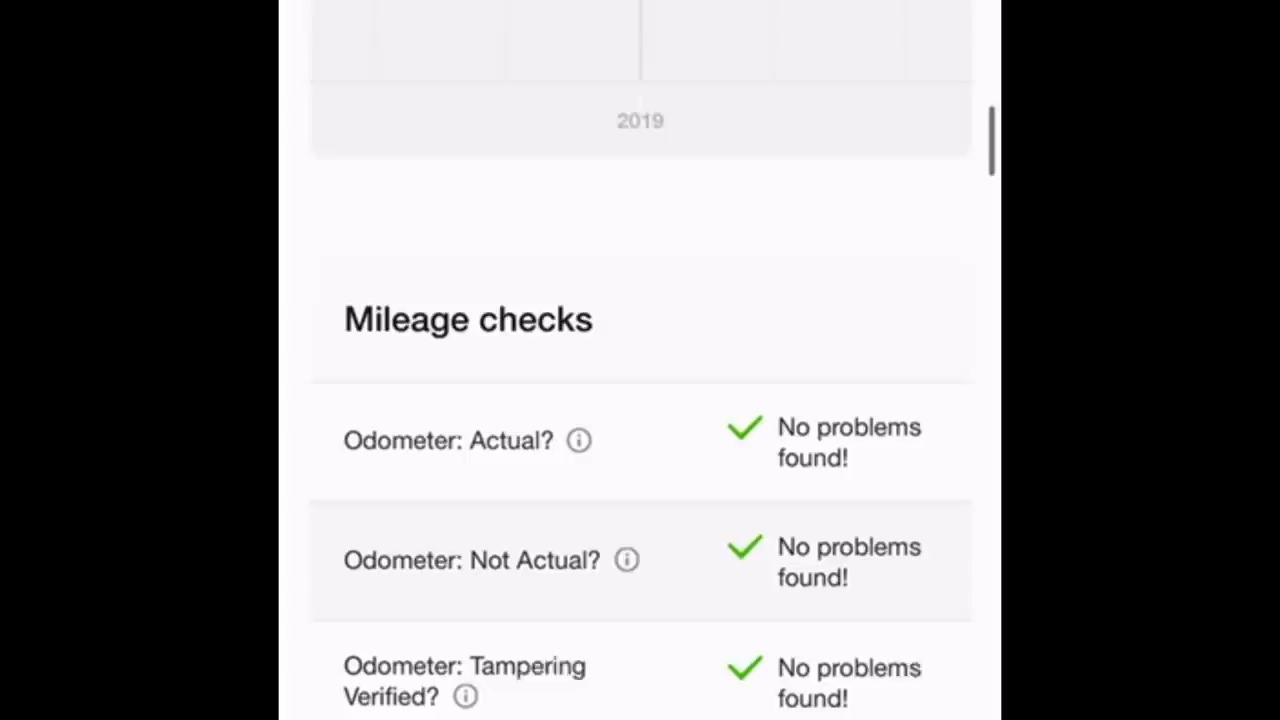 2019
Mileage checks
Odometer: Actual?
No problems
found!
Odometer: Not Actual?
No problems
found!
Odometer: Tampering
Verified?
No problems
found!